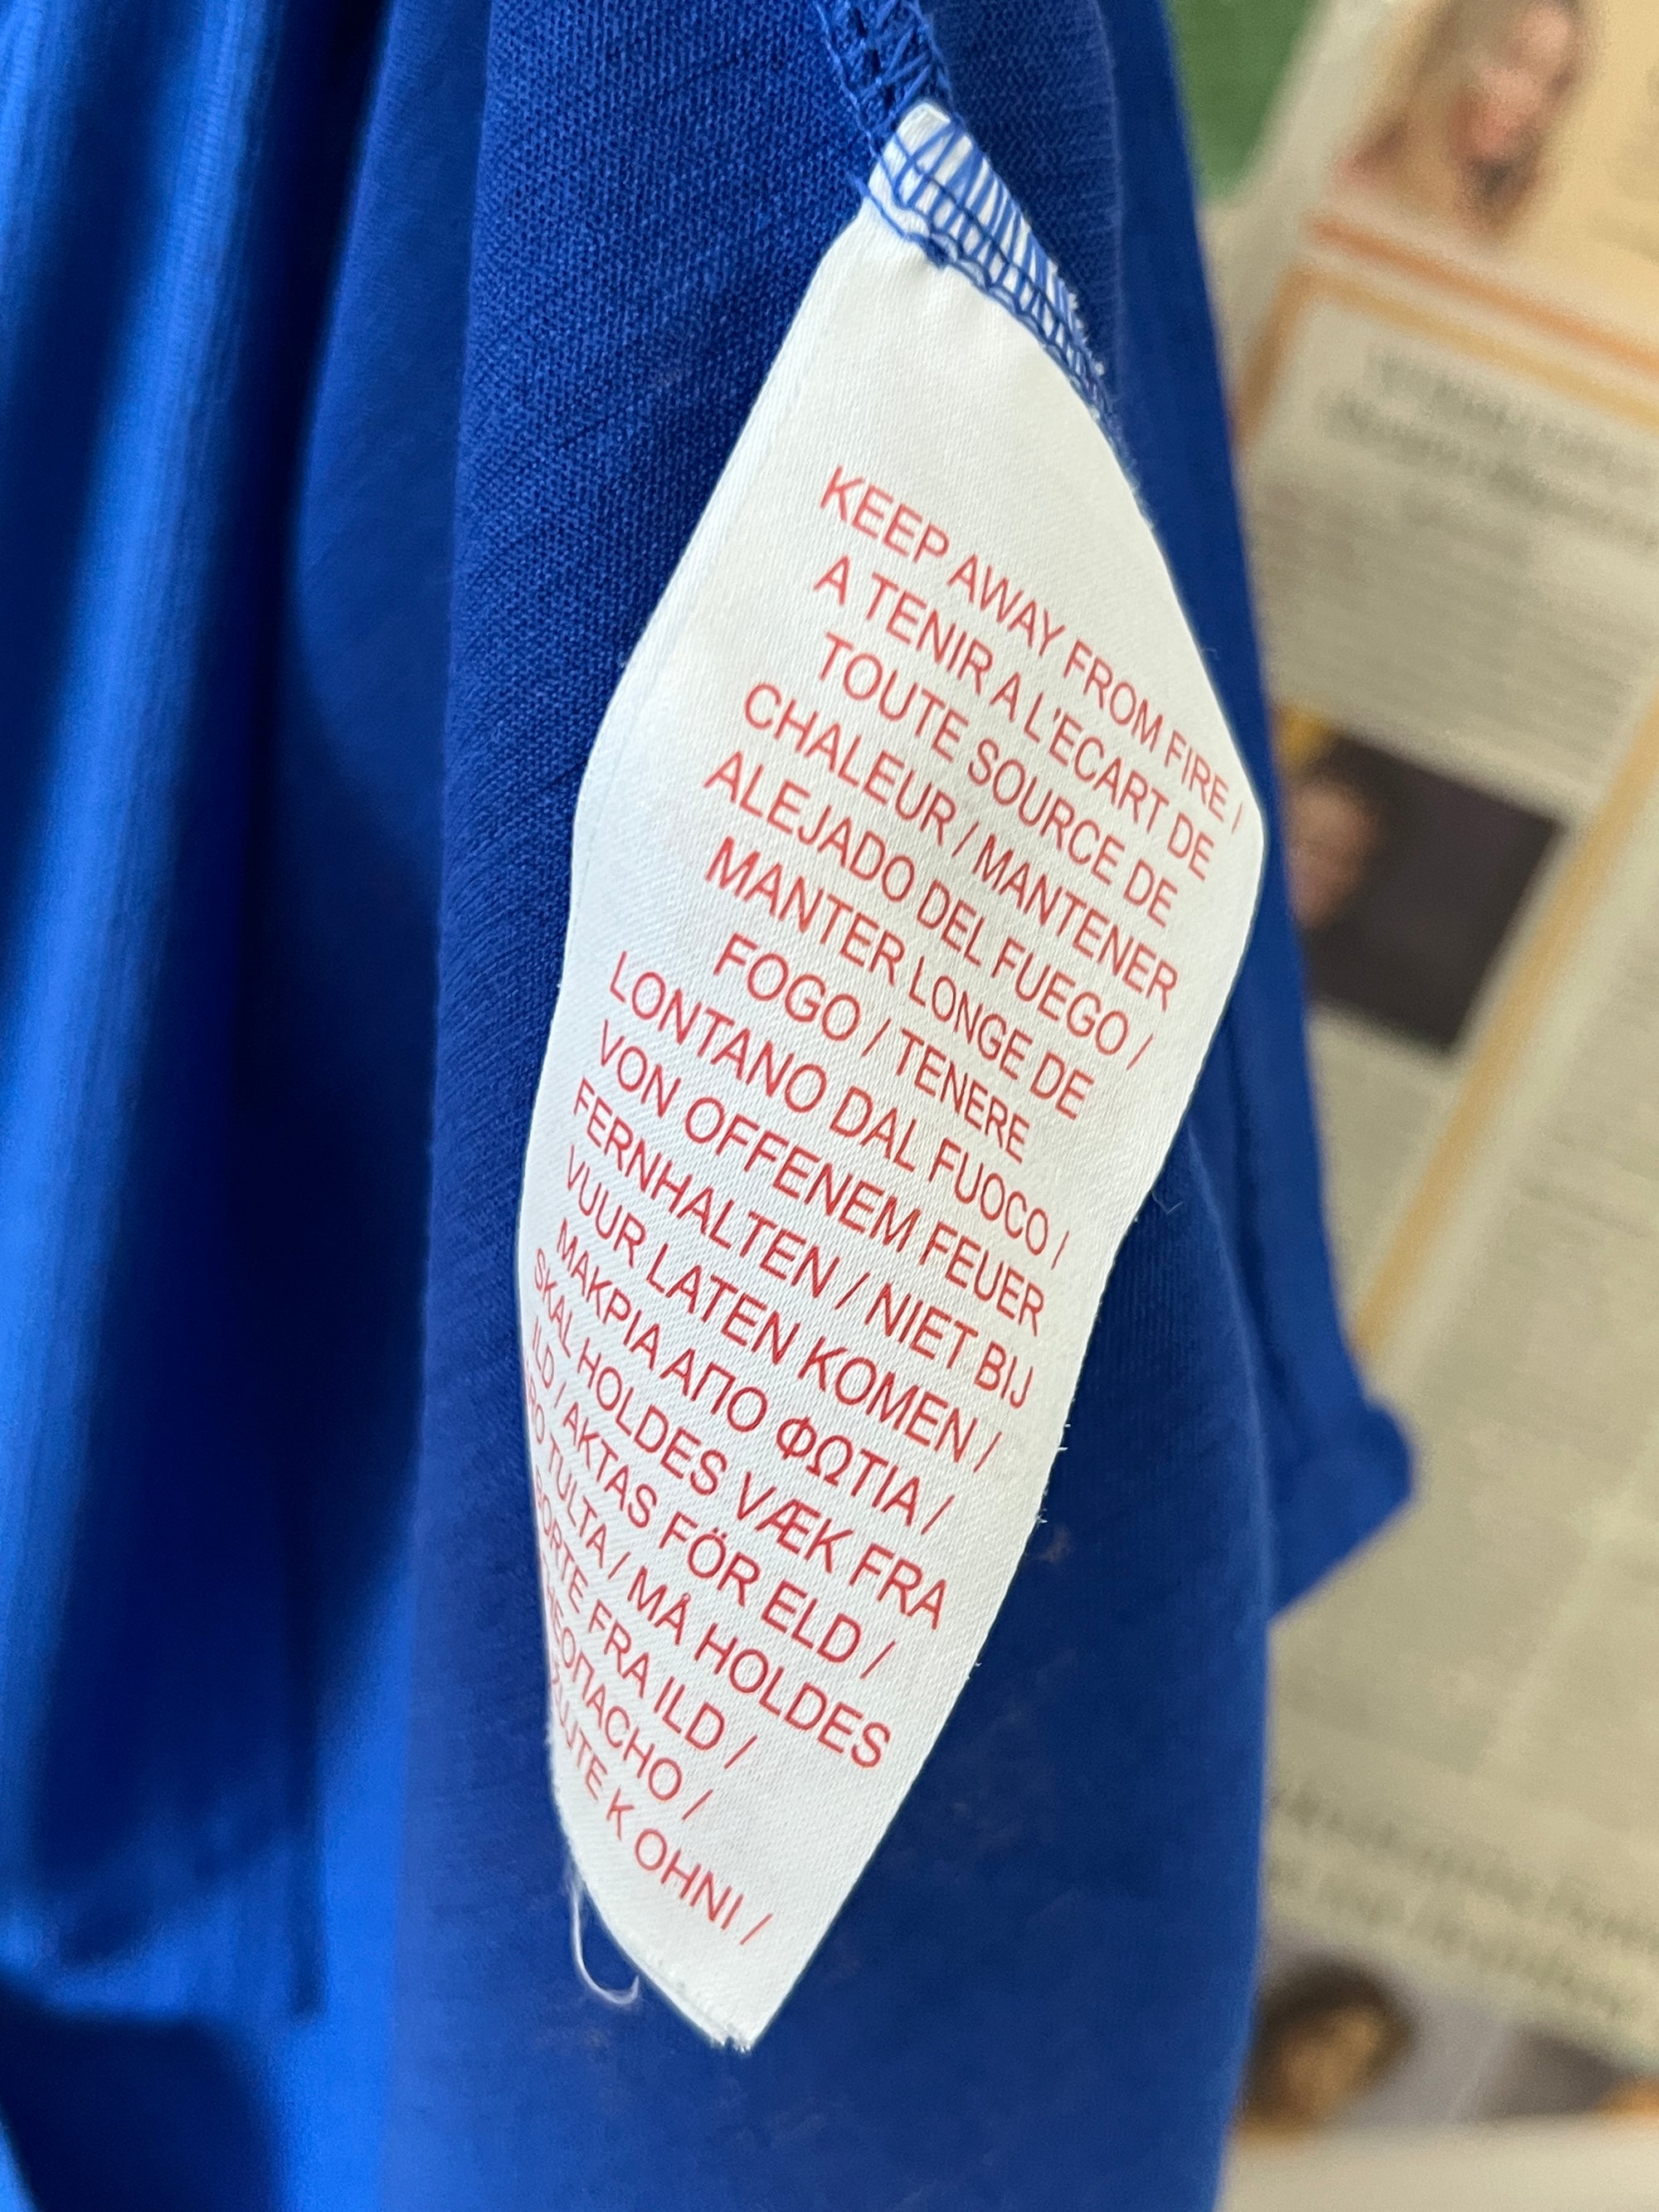 KEEP AWAY FROM FIRE /
A TENIR A L'ECART DE
TOUTE SOURCE DE
CHALEUR / MANTENER
ALEJADO DEL FUEGO /
MANTER LONGE DE
FOGO / TENERE
LONTANO DAL FUOCO /
VON OFFENEM FEUER
FERNHALTEN / NIET BIJ
VUUR LATEN KOMEN /
ΜΑΚΡΙΑ ΑΠΟ ΦΩΤΙΑ /
SKAL HOLDES VÆK FRA
ILD / AKTAS FÖR ELD /
TULTA / MÅ HOLDES
FRA ILD /
K OHNI /